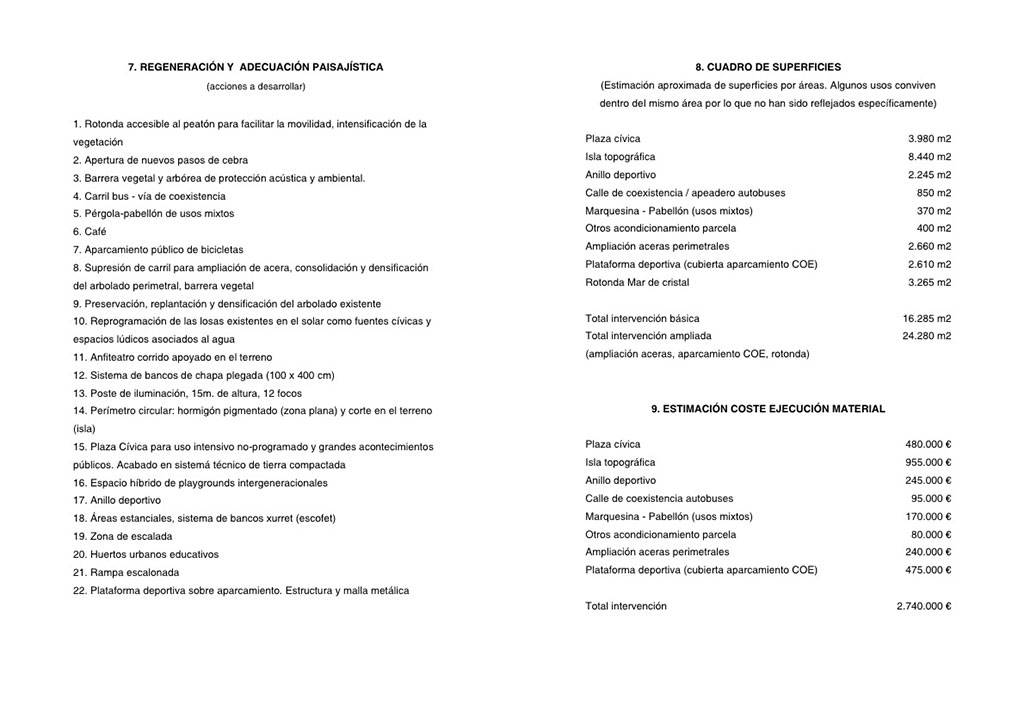 7. REGENERACIÓN Y  ADECUACIÓN PAISAJÍSTICA
(acciones a desarrollar)
1. Rotonda accesible al peatón para facilitar la movilidad, intensificación de la
vegetación
2. Apertura de nuevos pasos de cebra
3. Barrera vegetal y arbórea de protección acústica y ambiental.
4. Carril bus - vía de coexistencia
5. Pérgola-pabellón de usos mixtos
6. Café
7. Aparcamiento público de bicicletas
8. Supresión de carril para ampliación de acera, consolidación y densificación
del arbolado perimetral, barrera vegetal
9. Preservación, replantación y densificación del arbolado existente
10. Reprogramación de las losas existentes en el solar como fuentes cívicas y
espacios lúdicos asociados al agua
11. Anfiteatro corrido apoyado en el terreno
12. Sistema de bancos de chapa plegada (100 x 400 cm)
13. Poste de iluminación, 15m. de altura, 12 focos
14. Perímetro circular: hormigón pigmentado (zona plana) y corte en el terreno
(isla)
15. Plaza Cívica para uso intensivo no-programado y grandes acontecimientos
públicos. Acabado en sistemá técnico de tierra compactada
16. Espacio híbrido de playgrounds intergeneracionales
17. Anillo deportivo
18. Áreas estanciales, sistema de bancos xurret (escofet)
19. Zona de escalada
20. Huertos urbanos educativos
21. Rampa escalonada
22. Plataforma deportiva sobre aparcamiento. Estructura y malla metálica
8. CUADRO DE SUPERFICIES
(Estimación aproximada de superficies por áreas. Algunos usos conviven
dentro del mismo área por lo que no han sido reflejados específicamente)
Plaza cívica 3.980 m2
Isla topográfica 8.440 m2
Anillo deportivo 2.245 m2
Calle de coexistencia / apeadero autobuses 850 m2
Marquesina - Pabellón (usos mixtos) 370 m2
Otros acondicionamiento parcela 400 m2
Ampliación aceras perimetrales 2.660 m2
Plataforma deportiva (cubierta aparcamiento COE) 2.610 m2
Rotonda Mar de cristal 3.265 m2
Total intervención básica 16.285 m2
Total intervención ampliada 24.280 m2
(ampliación aceras, aparcamiento COE, rotonda)
9. ESTIMACIÓN COSTE EJECUCIÓN MATERIAL
Plaza cívica 480.000 €
Isla topográfica 955.000 €
Anillo deportivo 245.000 €
Calle de coexistencia autobuses 95.000 €
Marquesina - Pabellón (usos mixtos) 170.000 €
Otros acondicionamiento parcela 80.000 €
Ampliación aceras perimetrales 240.000 €
Plataforma deportiva (cubierta aparcamiento COE) 475.000 €
Total intervención 2.740.000 €